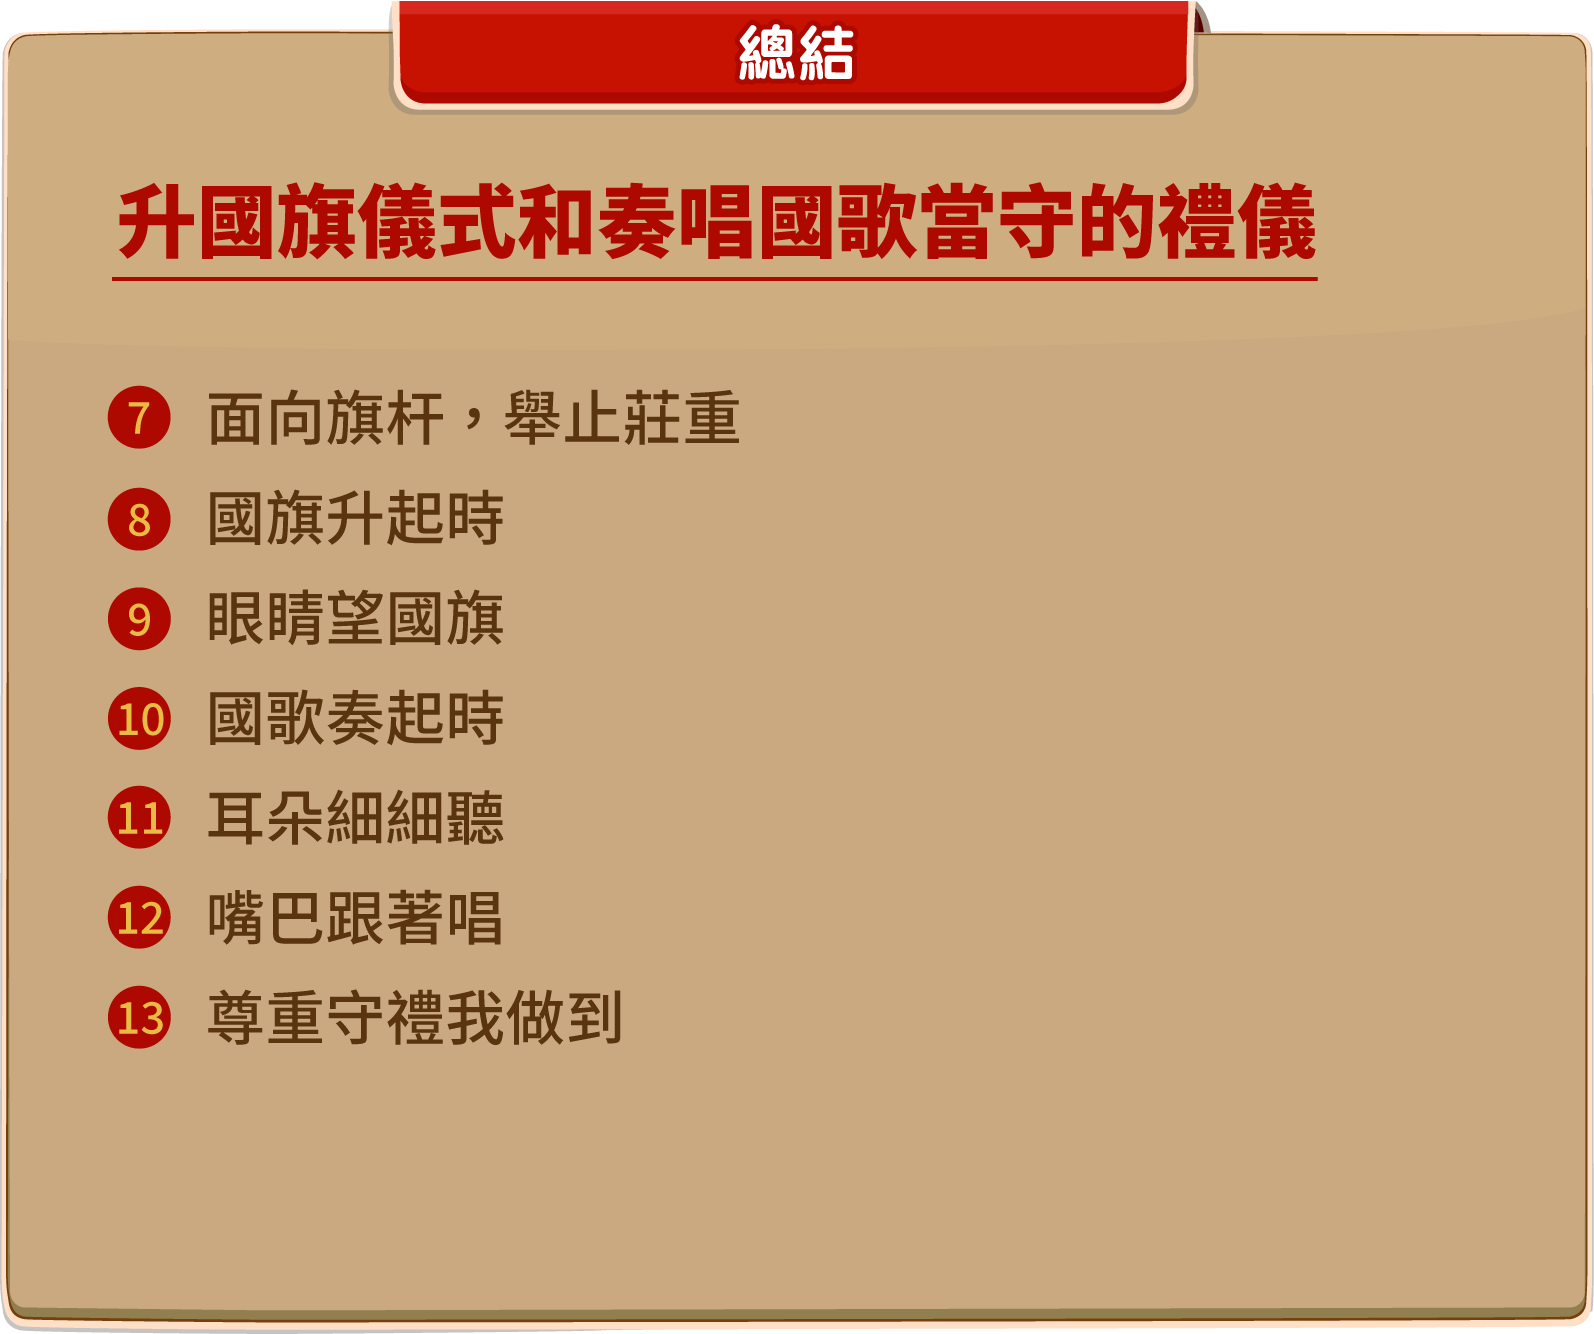 總結
升國旗儀式和奏唱國歌當守的禮儀
7 面向旗杆，舉止莊重
8 國旗升起時
9 眼睛望國旗
10 國歌奏起時
11 耳朵細細聽
12 嘴巴跟著唱
13 尊重守禮我做到